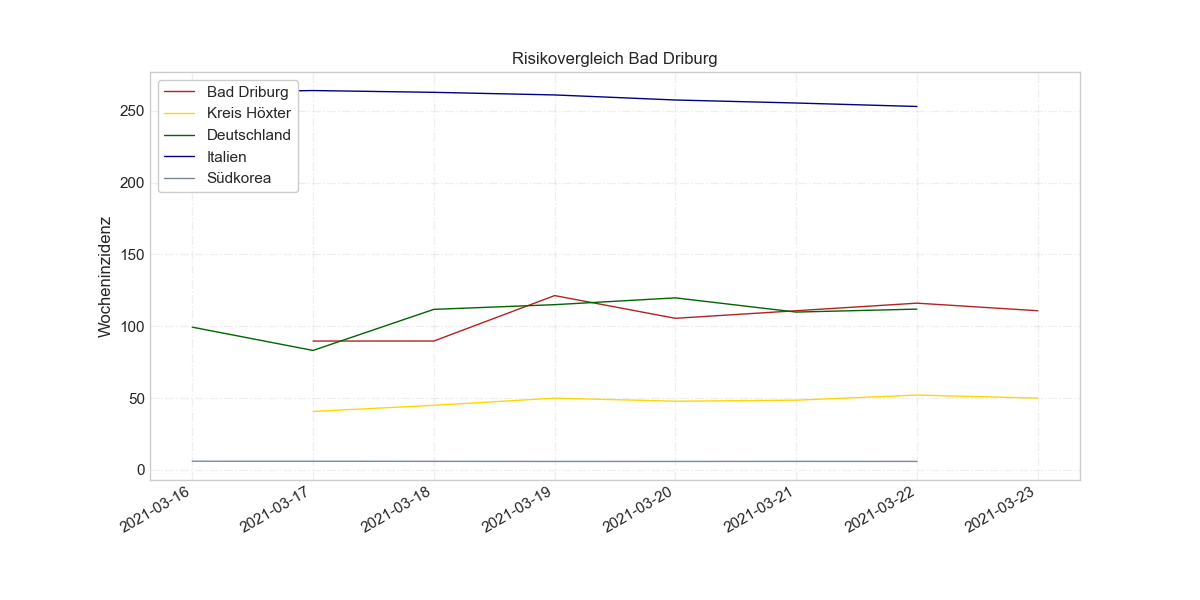 Risikovergleich Bad Driburg
Bad Driburg
Kreis Höxter
Deutschland
Italien
Südkorea
Wocheninzidenz
250
200
150
100
50
0
2021-03-16
2021-03-17
2021-03-18
2021-03-19
2021-03-20
2021-03-21
2021-03-22
2021-03-23